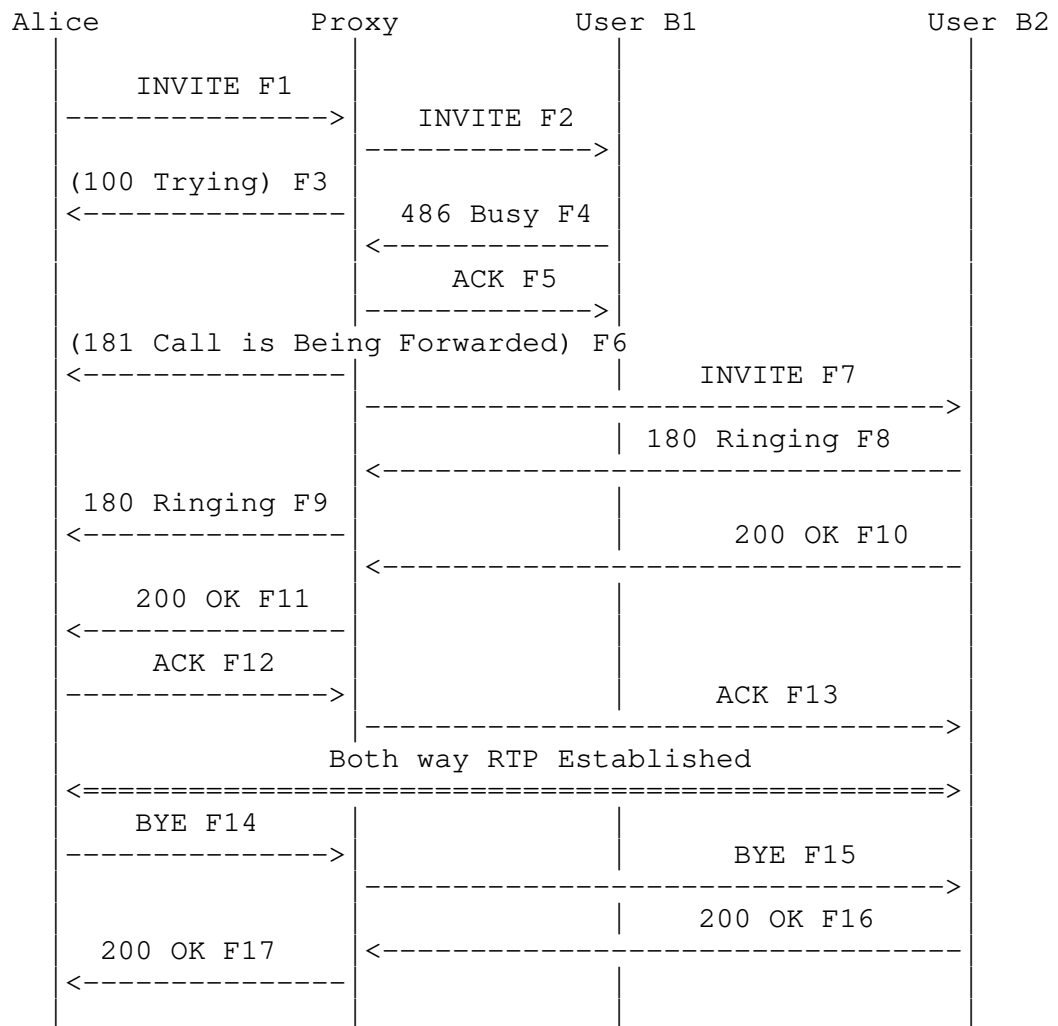 Alice Proxy User B1 User B2
INVITE F1
INVITE F2
(100 Trying) F3
486 Busy F4
ACK F5
(181 Call is Being Forwarded) F6
INVITE F7
180 Ringing F8
180 Ringing F9
200 OK F10
200 OK F11
ACK F12
ACK F13
Both way RTP Established
BYE F14
BYE F15
200 OK F16
200 OK F17